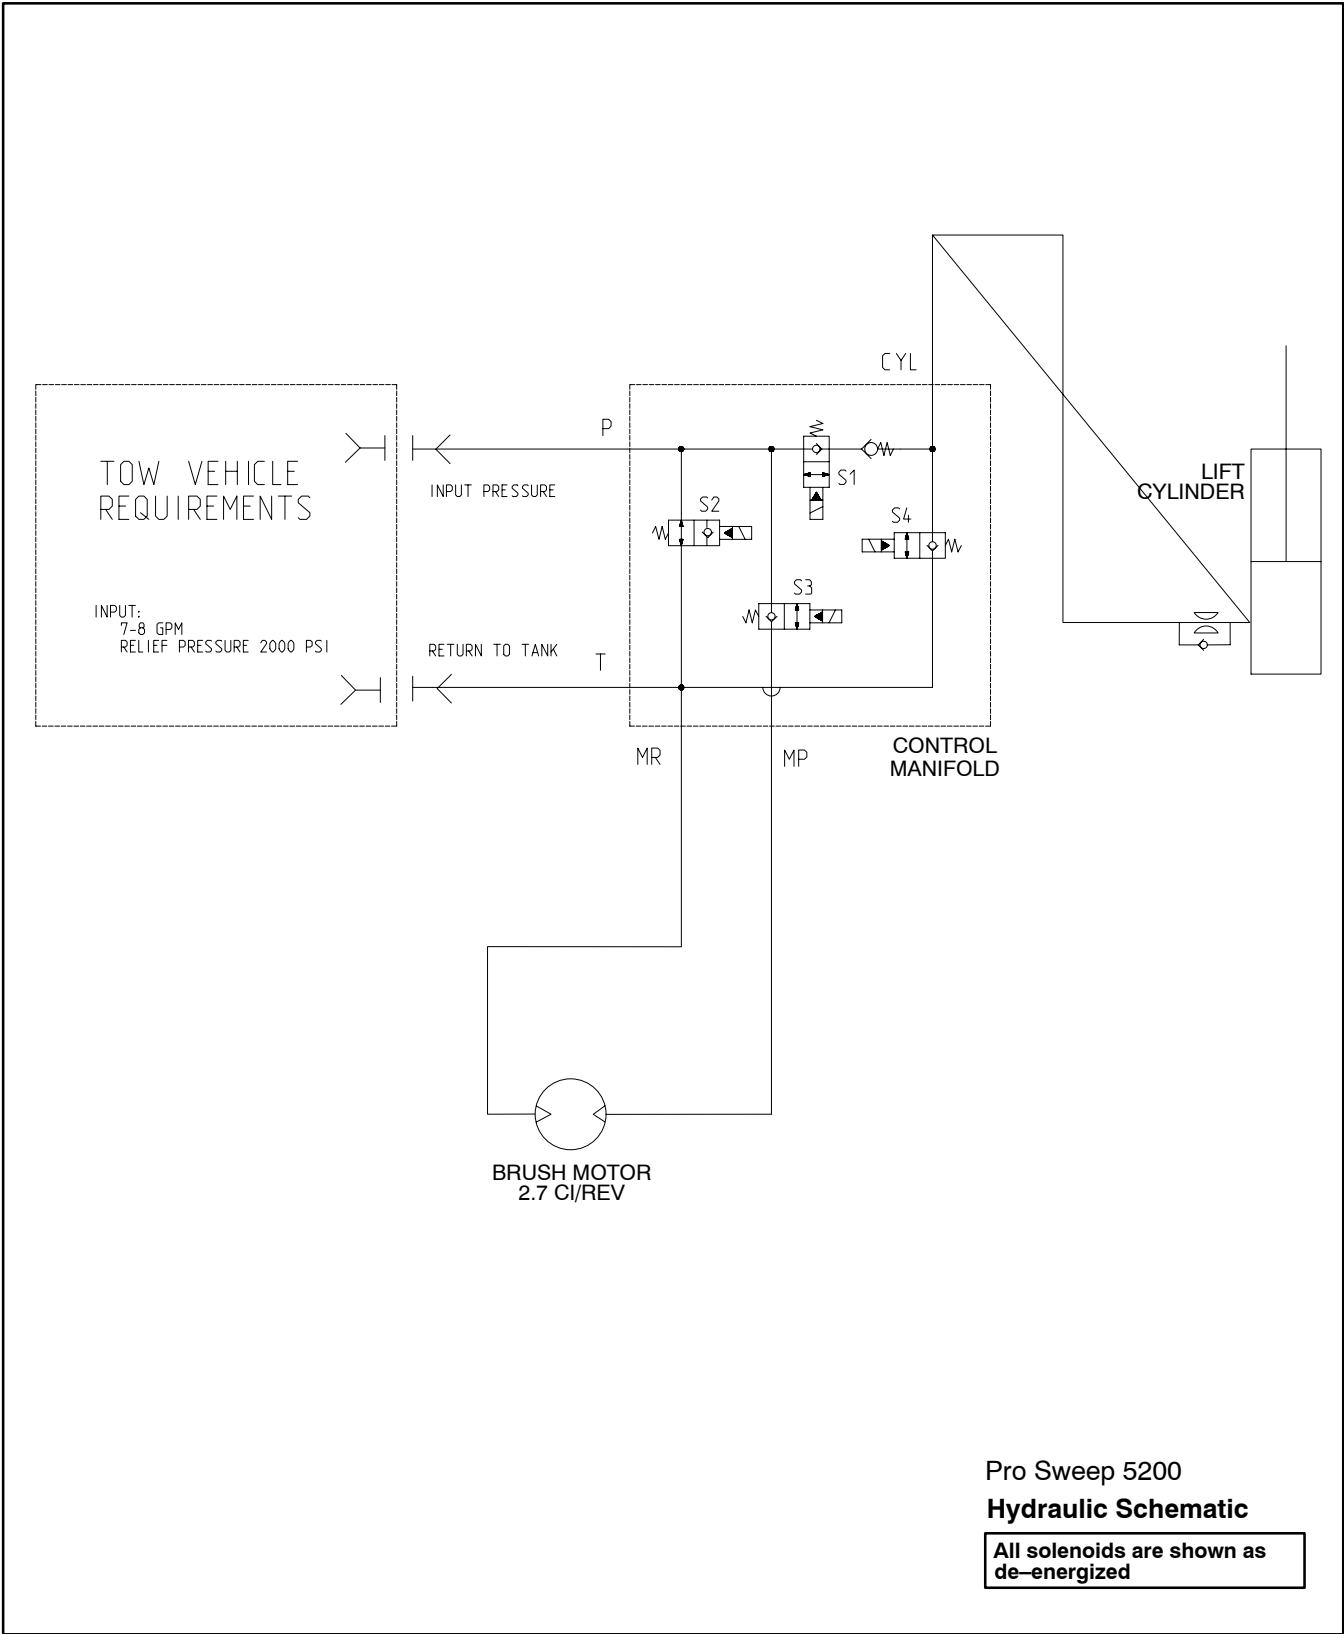 CYL
P
TOW VEHICLE
REQUIREMENTS
INPUT PRESSURE
S1
LIFT
CYLINDER
S2
S4
S3
INPUT:
7-8 GPM
RELIEF PRESSURE 2000 PSI
RETURN TO TANK
T
MR
MP
CONTROL
MANIFOLD
BRUSH MOTOR
2.7 CI/REV
Pro Sweep 5200
Hydraulic Schematic
All solenoids are shown as
de–energized